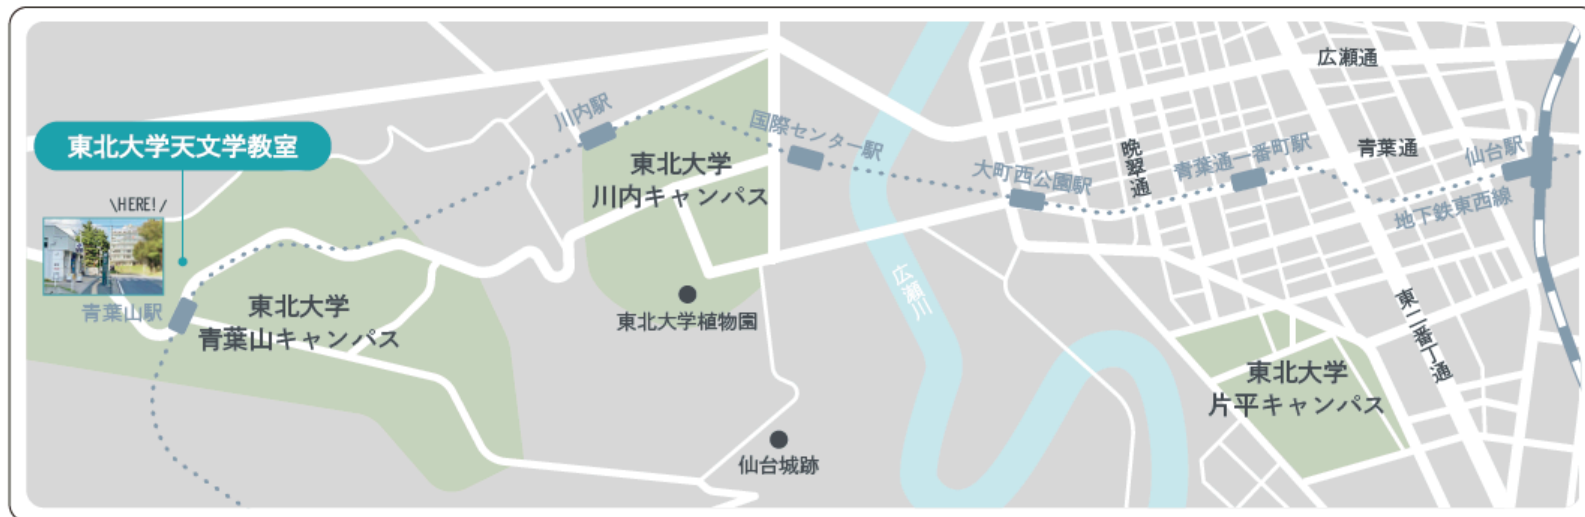 広瀬通
川内駅
国際センター駅
東北大学天文学教室
晩翠通
青葉通一番町駅
青葉通
仙台駅
大町西公園駅
東北大学
川内キャンパス
\HERE!/
地下鉄東西線
広瀬川
青葉山駅
東北大学
青葉山キャンパス
東北大学植物園
東二番丁通
東北大学
片平キャンパス
仙台城跡